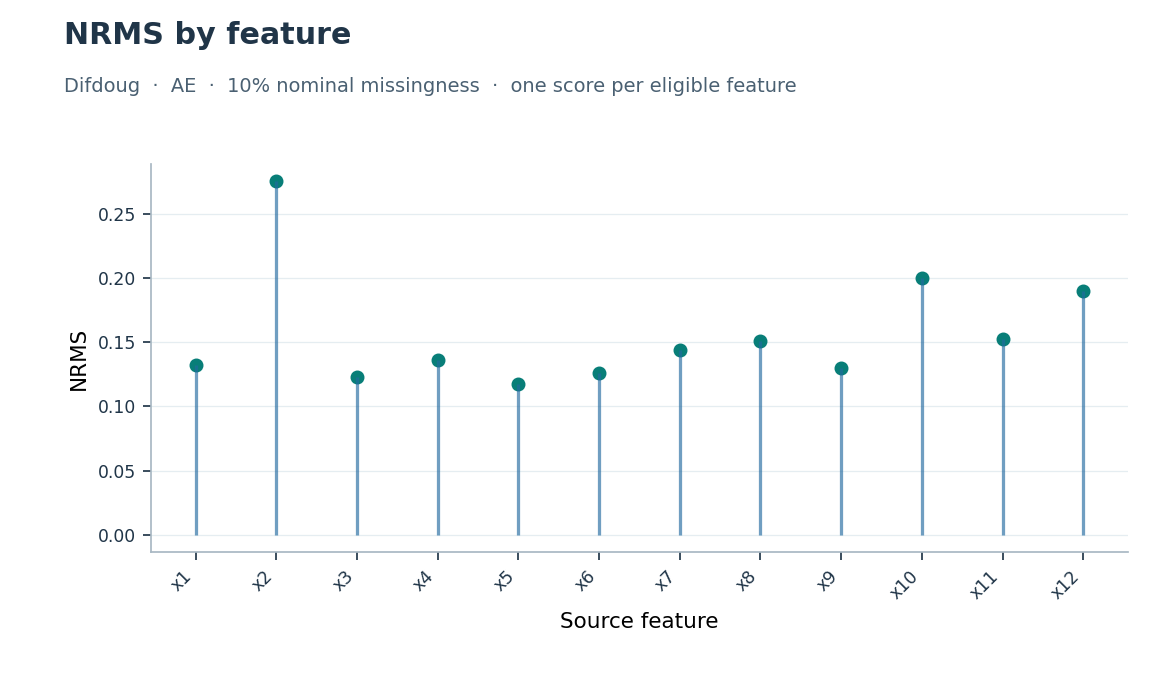 NRMS by feature
Difdoug · AE · 10% nominal missingness · one score per eligible feature
NRMS
0.25
0.20
0.15
0.10
0.05
0.00
x1 x2 x3 x4 x5 x6 x7 x8 x9 x10 x11 x12
Source feature